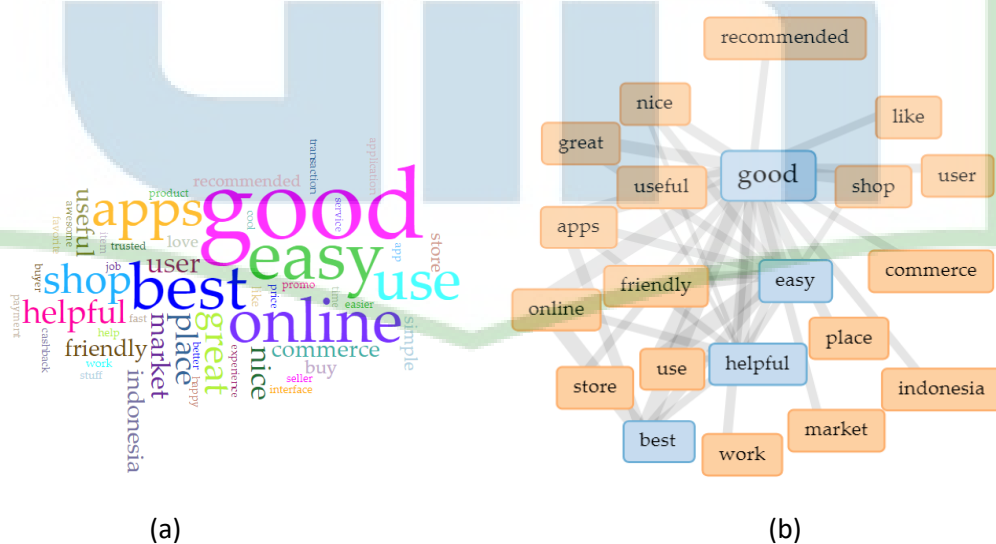 transaction
application
recommended
product
useful
awesome
favorite
apps
good
cool
service
item
trusted
love
easy
app
store
buyer
job
user
shop
best
like
price
promo
time
easier
use
payment
helpful
fast
market
place
great
online
simple
cashback
help
friendly
work
stuff
better
happy
experience
nice
commerce
buy
seller
interface
indonesia
(a)
recommended
nice
like
great
good
useful
shop
user
apps
commerce
friendly
easy
online
place
helpful
use
store
indonesia
market
best
work
(b)